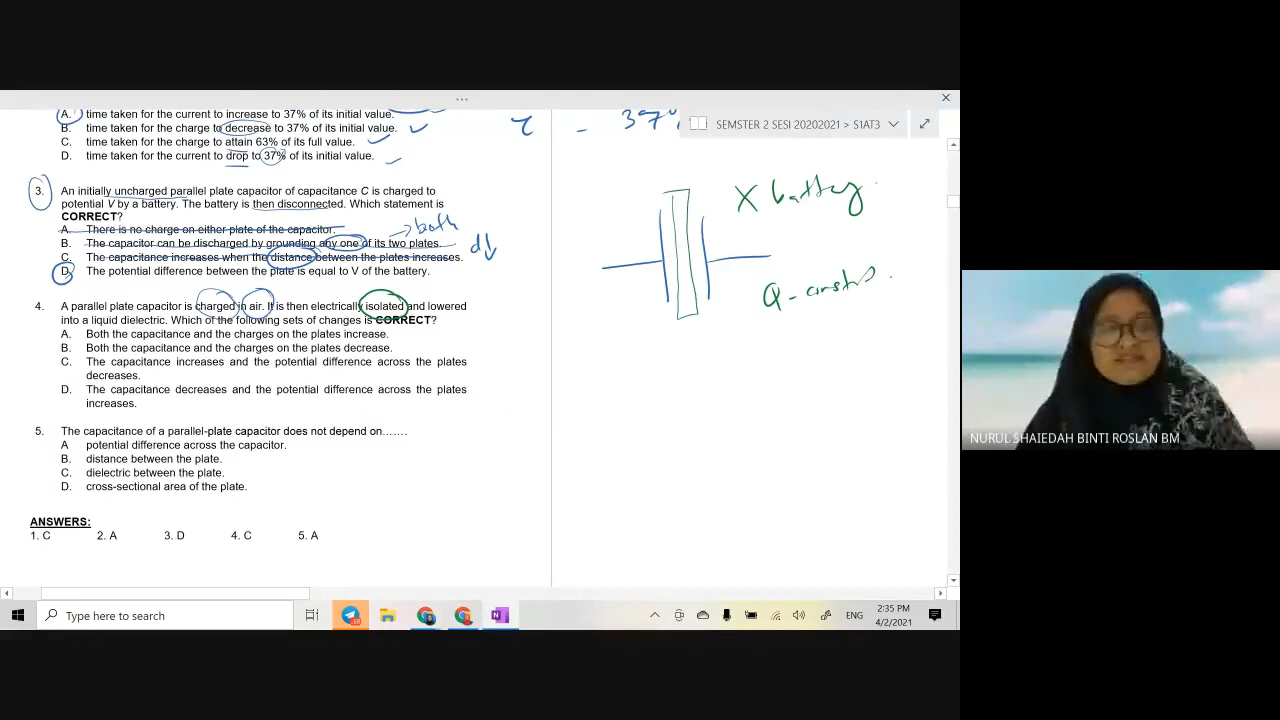 A. time taken for the current to increase to 37% of its initial value.
B. time taken for the charge to decrease to 37% of its initial value.
C. time taken for the charge to attain 63% of its full value.
D. time taken for the current to drop to 37% of its initial value.
τ - 37%
SEMSTER 2 SESI 20202021 > S1AT3
3. An initially uncharged parallel plate capacitor of capacitance C is charged to
potential V by a battery. The battery is then disconnected. Which statement is
CORRECT?
A. There is no charge on either plate of the capacitor.
B. The capacitor can be discharged by grounding any one of its two plates.
→ both
C. The capacitance increases when the distance between the plates increases.
d↓
D. The potential difference between the plate is equal to V of the battery.
X battery
Q - const
4. A parallel plate capacitor is charged in air. It is then electrically isolated and lowered
into a liquid dielectric. Which of the following sets of changes is CORRECT?
A. Both the capacitance and the charges on the plates increase.
B. Both the capacitance and the charges on the plates decrease.
C. The capacitance increases and the potential difference across the plates
decreases.
D. The capacitance decreases and the potential difference across the plates
increases.
5. The capacitance of a parallel-plate capacitor does not depend on.......
A potential difference across the capacitor.
B. distance between the plate.
C. dielectric between the plate.
D. cross-sectional area of the plate.
ANSWERS:
1. C 2. A 3. D 4. C 5. A
NURUL SHAIEDAH BINTI ROSLAN BM
Type here to search
ENG
2:35 PM
4/2/2021